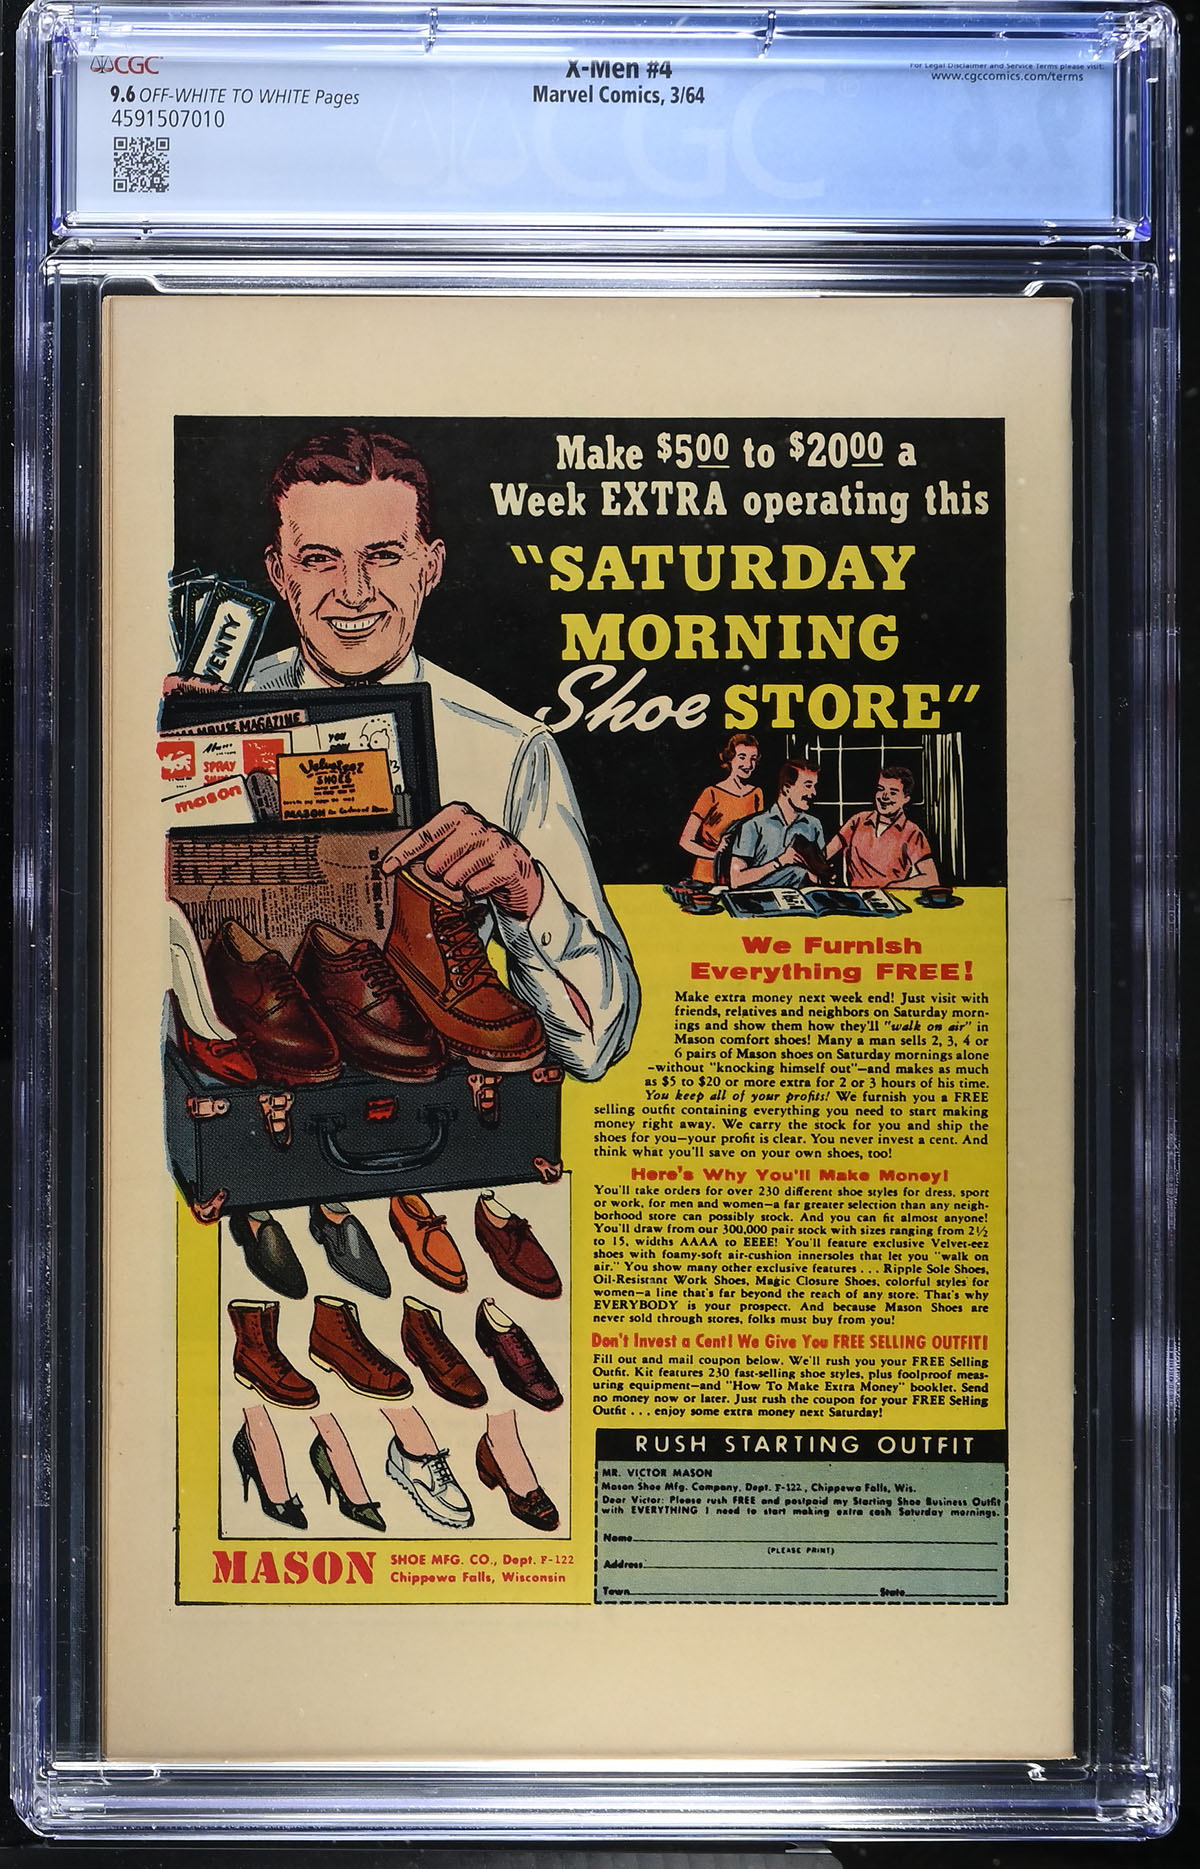 CGC
X-Men #4
For Legal Disclaimer and Service Terms please visit:
9.6 OFF-WHITE TO WHITE Pages
Marvel Comics, 3/64
www.cgccomics.com/terms
4591507010
CGC
Make $500 to $2000 a
Week EXTRA operating this
"SATURDAY
MORNING
Shoe STORE"
MAGAZINE
SPRAY
mason
Velvet-eez
SHOES
MASON
We Furnish
Everything FREE!
Make extra money next week end! Just visit with
friends, relatives and neighbors on Saturday morn-
ings and show them how they'll "walk on air" in
Mason comfort shoes! Many a man sells 2, 3, 4 or
6 pairs of Mason shoes on Saturday mornings alone
-without "knocking himself out"—and makes as much
as $5 to $20 or more extra for 2 or 3 hours of his time.
You keep all of your profits! We furnish you a FREE
selling outfit containing everything you need to start making
money right away. We carry the stock for you and ship the
shoes for you—your profit is clear. You never invest a cent. And
think what you'll save on your own shoes, too!
Here's Why You'll Make Money!
You'll take orders for over 230 different shoe styles for dress, sport
or work, for men and women—a far greater selection than any neigh-
borhood store can possibly stock. And you can fit almost anyone!
You'll draw from our 300,000 pair stock with sizes ranging from 2½
to 15, widths AAAA to EEEE! You'll feature exclusive Velvet-eez
shoes with foamy-soft air-cushion innersoles that let you "walk on
air." You show many other exclusive features . . . Ripple Sole Shoes,
Oil-Resistant Work Shoes, Magic Closure Shoes, colorful styles for
women—a line that's far beyond the reach of any store. That's why
EVERYBODY is your prospect. And because Mason Shoes are
never sold through stores, folks must buy from you!
Don't Invest a Cent! We Give You FREE SELLING OUTFIT!
Fill out and mail coupon below. We'll rush you your FREE Selling
Outfit. Kit features 230 fast-selling shoe styles, plus foolproof meas-
uring equipment—and "How To Make Extra Money" booklet. Send
no money now or later. Just rush the coupon for your FREE Selling
Outfit . . . enjoy some extra money next Saturday!
RUSH STARTING OUTFIT
MR. VICTOR MASON
Mason Shoe Mfg. Company, Dept. F-122, Chippewa Falls, Wis.
Dear Victor: Please rush FREE and postpaid my Starting Shoe Business Outfit
with EVERYTHING I need to start making extra cash Saturday mornings.
Name
(PLEASE PRINT)
Address
Town State
MASON SHOE MFG. CO., Dept. F-122
Chippewa Falls, Wisconsin